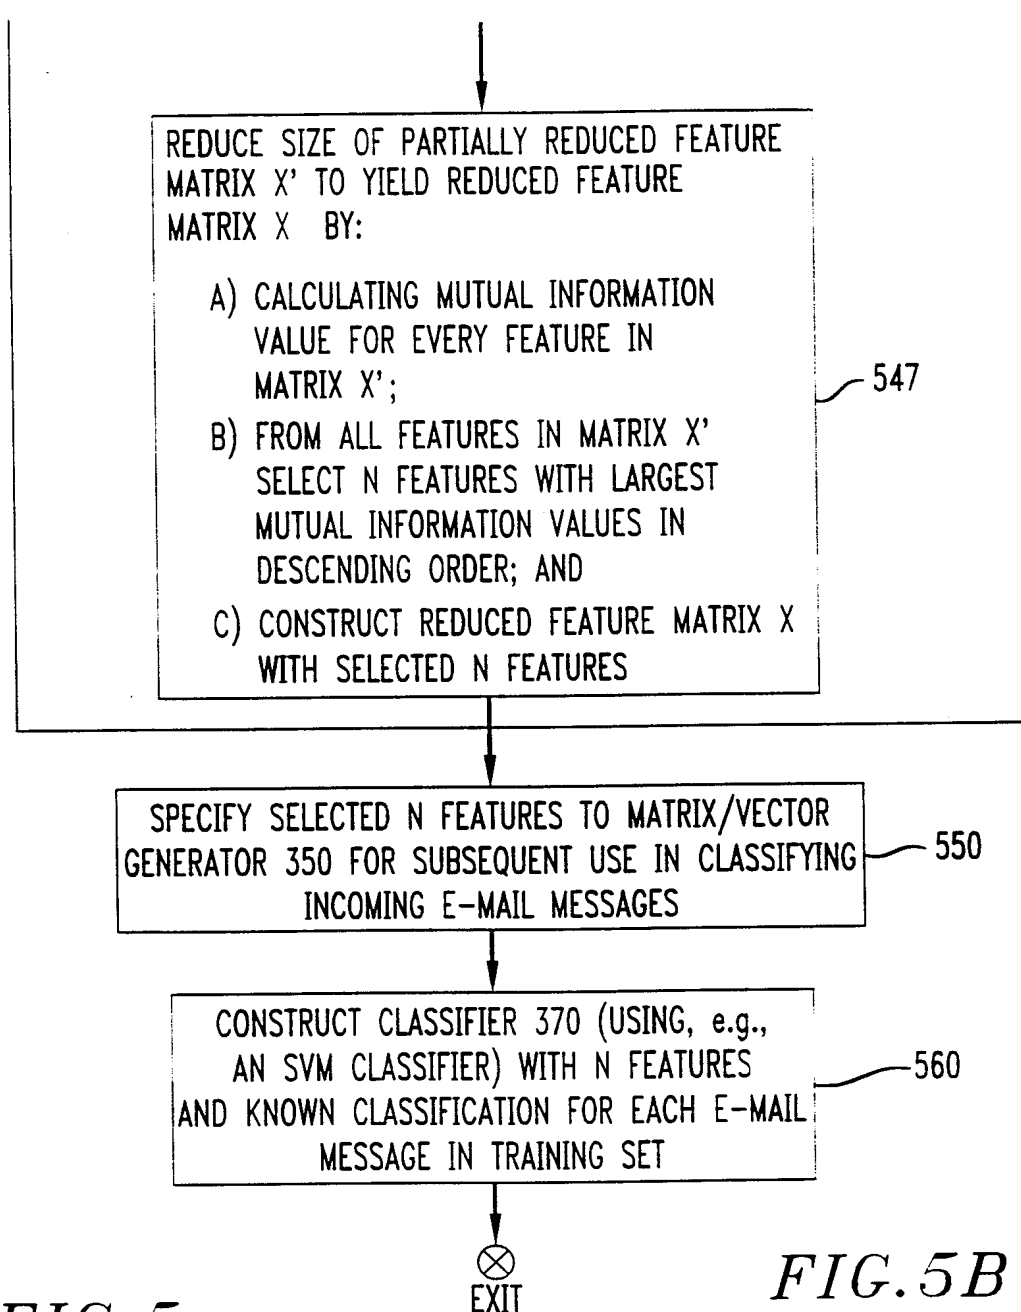 REDUCE SIZE OF PARTIALLY REDUCED FEATURE
MATRIX X' TO YIELD REDUCED FEATURE
MATRIX X BY:
A) CALCULATING MUTUAL INFORMATION
VALUE FOR EVERY FEATURE IN
MATRIX X';
B) FROM ALL FEATURES IN MATRIX X'
SELECT N FEATURES WITH LARGEST
MUTUAL INFORMATION VALUES IN
DESCENDING ORDER; AND
C) CONSTRUCT REDUCED FEATURE MATRIX X
WITH SELECTED N FEATURES
547
SPECIFY SELECTED N FEATURES TO MATRIX/VECTOR
GENERATOR 350 FOR SUBSEQUENT USE IN CLASSIFYING
INCOMING E-MAIL MESSAGES
550
CONSTRUCT CLASSIFIER 370 (USING, e.g.,
AN SVM CLASSIFIER) WITH N FEATURES
AND KNOWN CLASSIFICATION FOR EACH E-MAIL
MESSAGE IN TRAINING SET
560
EXIT
FIG.5B